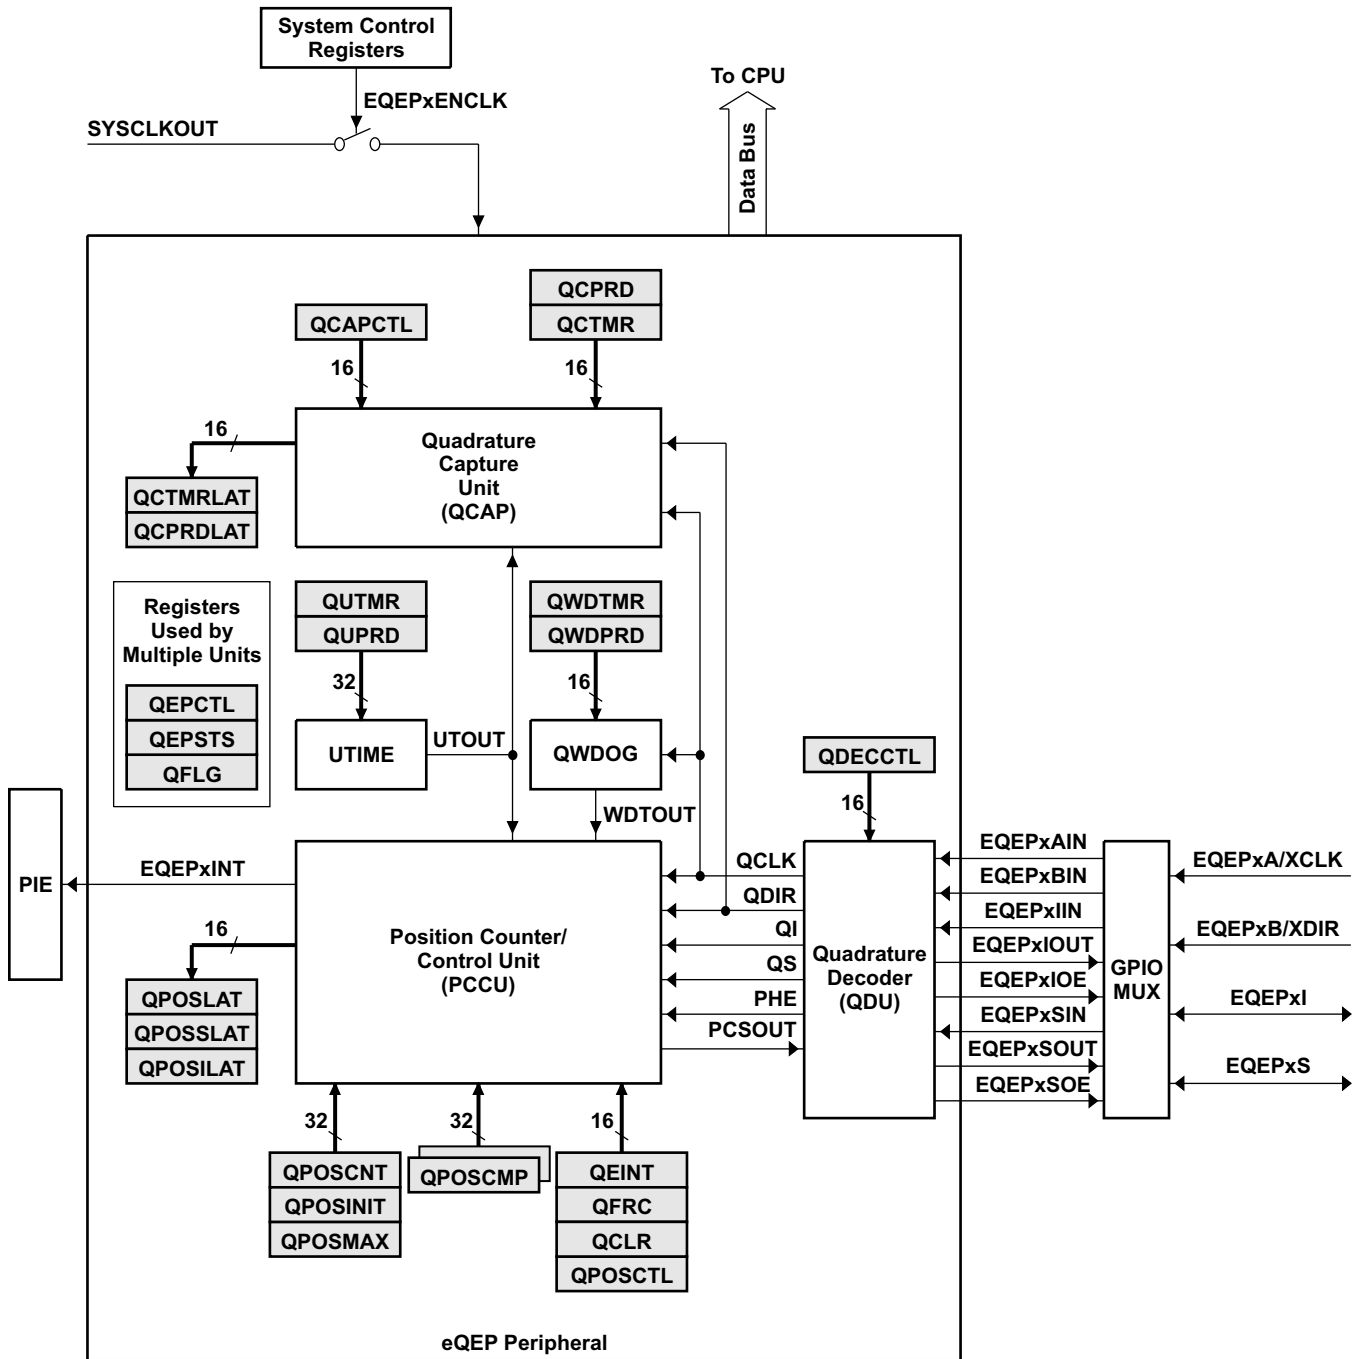 System Control
Registers
To CPU
EQEPxENCLK
SYSCLKOUT
Data Bus
QCPRD
QCAPCTL
QCTMR
16
16
16
Quadrature
Capture
Unit
(QCAP)
QCTMRLAT
QCPRDLAT
Registers
Used by
Multiple Units
QEPCTL
QEPSTS
QFLG
QUTMR
QUPRD
QWDTMR
QWDPRD
32
16
UTIME
UTOUT
QWDOG
QDECCTL
WDTOUT
16
PIE
EQEPxINT
16
QPOSLAT
QPOSSLAT
QPOSILAT
Position Counter/
Control Unit
(PCCU)
QCLK
QDIR
QI
QS
PHE
PCSOUT
Quadrature
Decoder
(QDU)
EQEPxAIN
EQEPxBIN
EQEPxIIN
EQEPxIOUT
EQEPxIOE
EQEPxSIN
EQEPxSOUT
EQEPxSOE
GPIO
MUX
EQEPxA/XCLK
EQEPxB/XDIR
EQEPxI
EQEPxS
32
32
16
QPOSCNT
QPOSINIT
QPOSMAX
QPOSCMP
QEINT
QFRC
QCLR
QPOSCTL
eQEP Peripheral